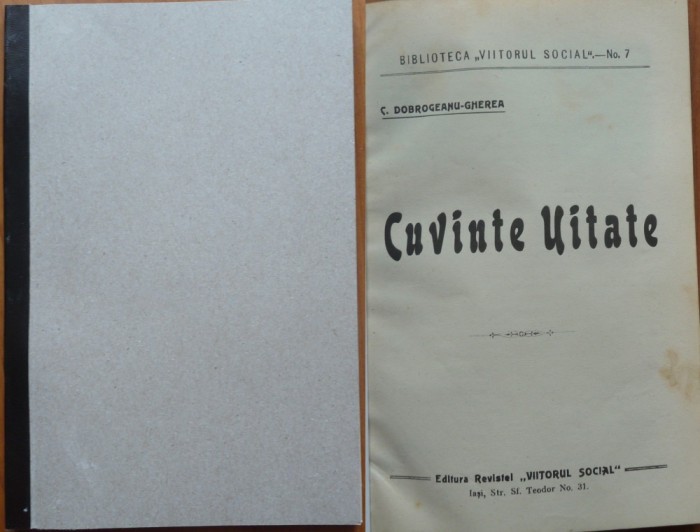 BIBLIOTECA „VIITORUL SOCIAL“.—No. 7
C. DOBROGEANU-GHEREA
Cuvinte Uitate
Editura Revistei „VIITORUL SOCIAL“
Iași, Str. Sf. Teodor No. 31.